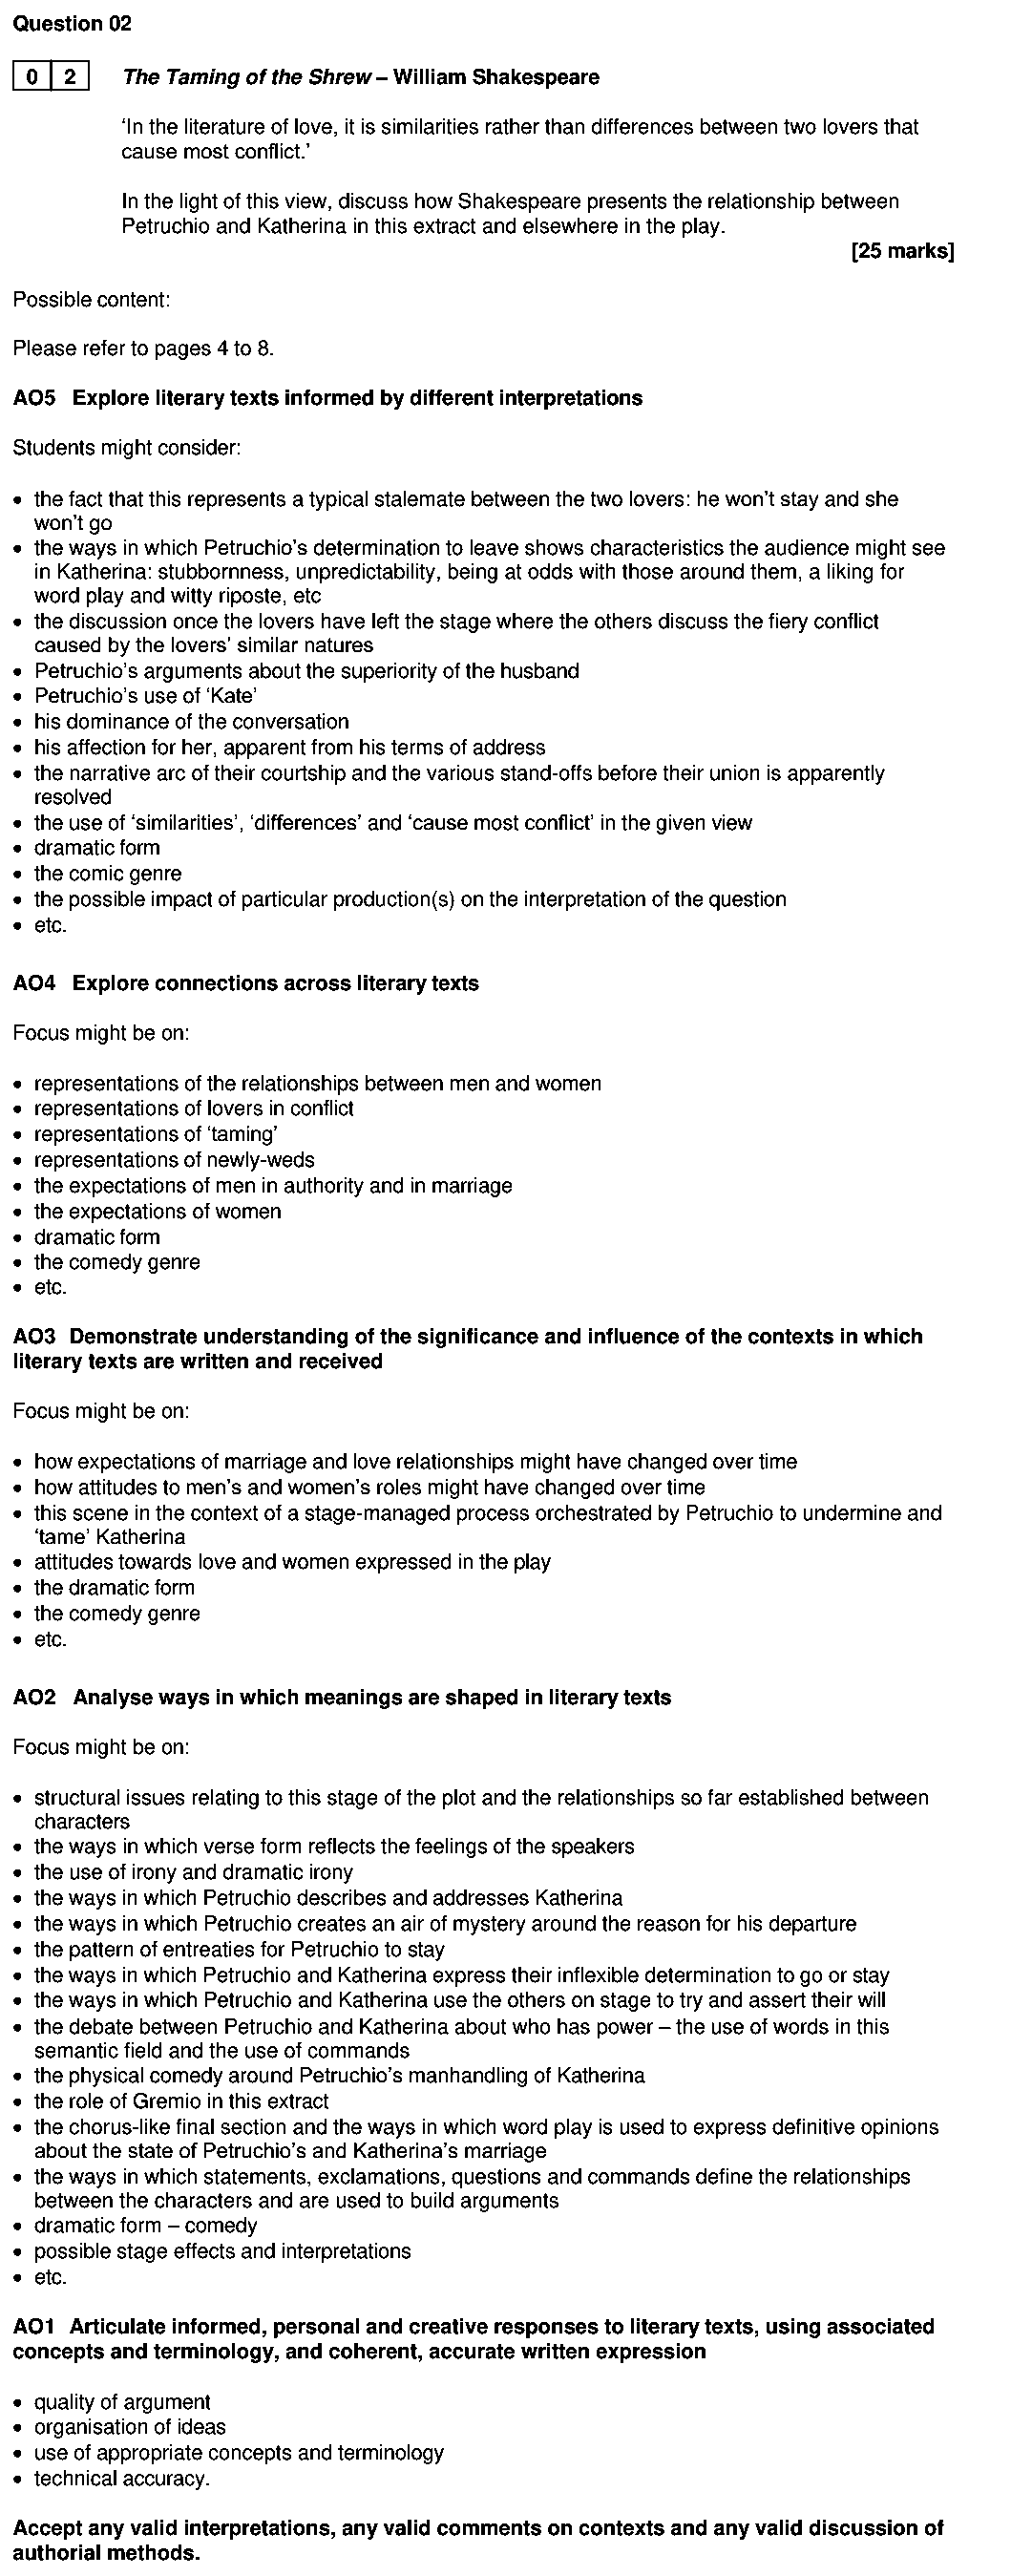 Question 02
0 2 The Taming of the Shrew – William Shakespeare
‘In the literature of love, it is similarities rather than differences between two lovers that
cause most conflict.’
In the light of this view, discuss how Shakespeare presents the relationship between
Petruchio and Katherina in this extract and elsewhere in the play.
[25 marks]
Possible content:
Please refer to pages 4 to 8.
AO5 Explore literary texts informed by different interpretations
Students might consider:
• the fact that this represents a typical stalemate between the two lovers: he won’t stay and she
won’t go
• the ways in which Petruchio’s determination to leave shows characteristics the audience might see
in Katherina: stubbornness, unpredictability, being at odds with those around them, a liking for
word play and witty riposte, etc
• the discussion once the lovers have left the stage where the others discuss the fiery conflict
caused by the lovers’ similar natures
• Petruchio’s arguments about the superiority of the husband
• Petruchio’s use of ‘Kate’
• his dominance of the conversation
• his affection for her, apparent from his terms of address
• the narrative arc of their courtship and the various stand-offs before their union is apparently
resolved
• the use of ‘similarities’, ‘differences’ and ‘cause most conflict’ in the given view
• dramatic form
• the comic genre
• the possible impact of particular production(s) on the interpretation of the question
• etc.
AO4 Explore connections across literary texts
Focus might be on:
• representations of the relationships between men and women
• representations of lovers in conflict
• representations of ‘taming’
• representations of newly-weds
• the expectations of men in authority and in marriage
• the expectations of women
• dramatic form
• the comedy genre
• etc.
AO3 Demonstrate understanding of the significance and influence of the contexts in which
literary texts are written and received
Focus might be on:
• how expectations of marriage and love relationships might have changed over time
• how attitudes to men’s and women’s roles might have changed over time
• this scene in the context of a stage-managed process orchestrated by Petruchio to undermine and
‘tame’ Katherina
• attitudes towards love and women expressed in the play
• the dramatic form
• the comedy genre
• etc.
AO2 Analyse ways in which meanings are shaped in literary texts
Focus might be on:
• structural issues relating to this stage of the plot and the relationships so far established between
characters
• the ways in which verse form reflects the feelings of the speakers
• the use of irony and dramatic irony
• the ways in which Petruchio describes and addresses Katherina
• the ways in which Petruchio creates an air of mystery around the reason for his departure
• the pattern of entreaties for Petruchio to stay
• the ways in which Petruchio and Katherina express their inflexible determination to go or stay
• the ways in which Petruchio and Katherina use the others on stage to try and assert their will
• the debate between Petruchio and Katherina about who has power – the use of words in this
semantic field and the use of commands
• the physical comedy around Petruchio’s manhandling of Katherina
• the role of Gremio in this extract
• the chorus-like final section and the ways in which word play is used to express definitive opinions
about the state of Petruchio’s and Katherina’s marriage
• the ways in which statements, exclamations, questions and commands define the relationships
between the characters and are used to build arguments
• dramatic form – comedy
• possible stage effects and interpretations
• etc.
AO1 Articulate informed, personal and creative responses to literary texts, using associated
concepts and terminology, and coherent, accurate written expression
• quality of argument
• organisation of ideas
• use of appropriate concepts and terminology
• technical accuracy.
Accept any valid interpretations, any valid comments on contexts and any valid discussion of
authorial methods.